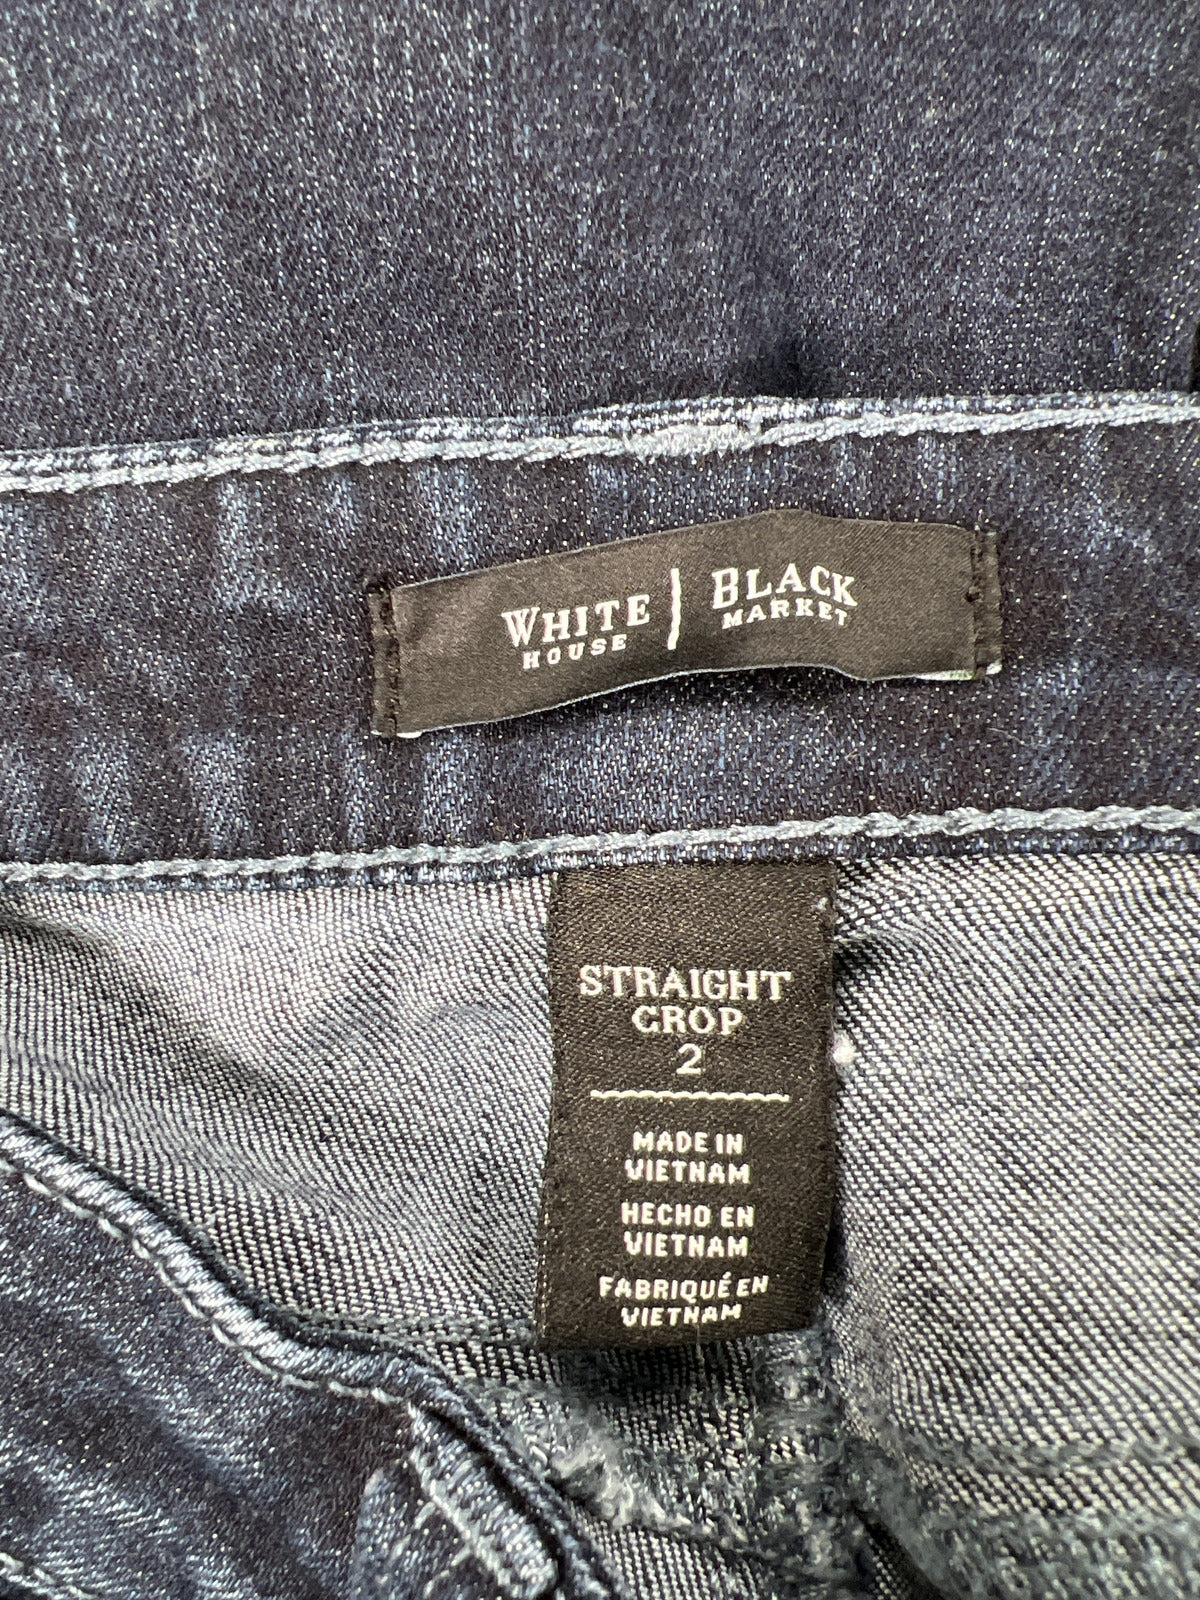 WHITE | BLACK
HOUSE MARKET
STRAIGHT
CROP
2
MADE IN
VIETNAM
HECHO EN
VIETNAM
FABRIQUÉ EN
VIETNAM